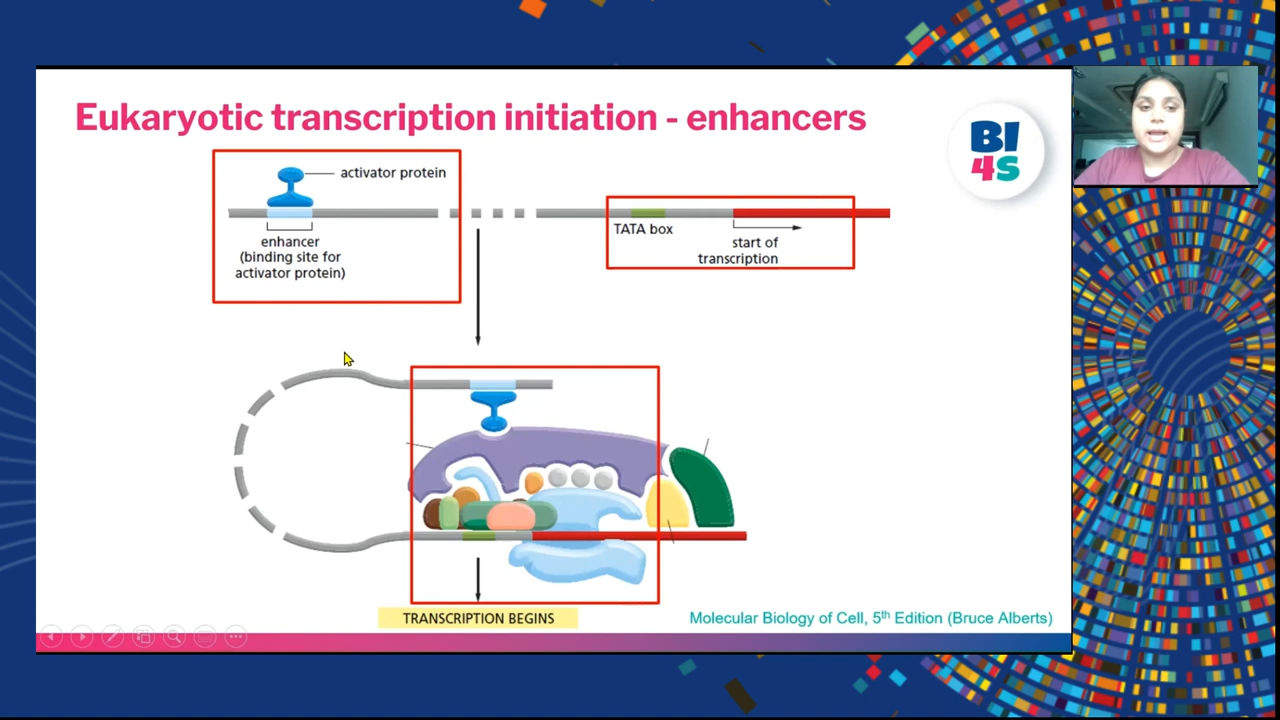 Eukaryotic transcription initiation - enhancers
BI
4S
activator protein
enhancer
(binding site for
activator protein)
TATA box
start of
transcription
TRANSCRIPTION BEGINS
Molecular Biology of Cell, 5th Edition (Bruce Alberts)